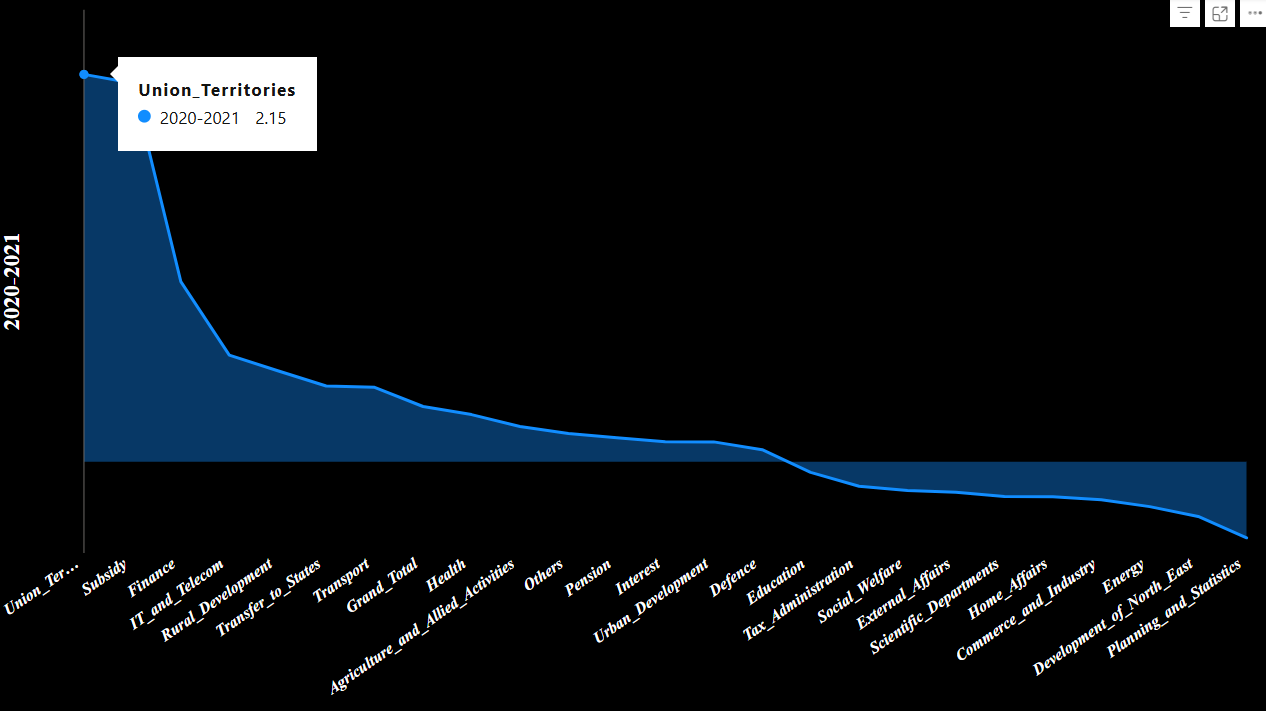 Union_Territories
2020-2021 2.15
2020-2021
Union_Ter...
Subsidy
Finance
IT_and_Telecom
Rural_Development
Transfer_to_States
Transport
Grand_Total
Health
Agriculture_and_Allied_Activities
Others
Pension
Interest
Urban_Development
Defence
Education
Tax_Administration
Social_Welfare
External_Affairs
Scientific_Departments
Home_Affairs
Commerce_and_Industry
Energy
Development_of_North_East
Planning_and_Statistics